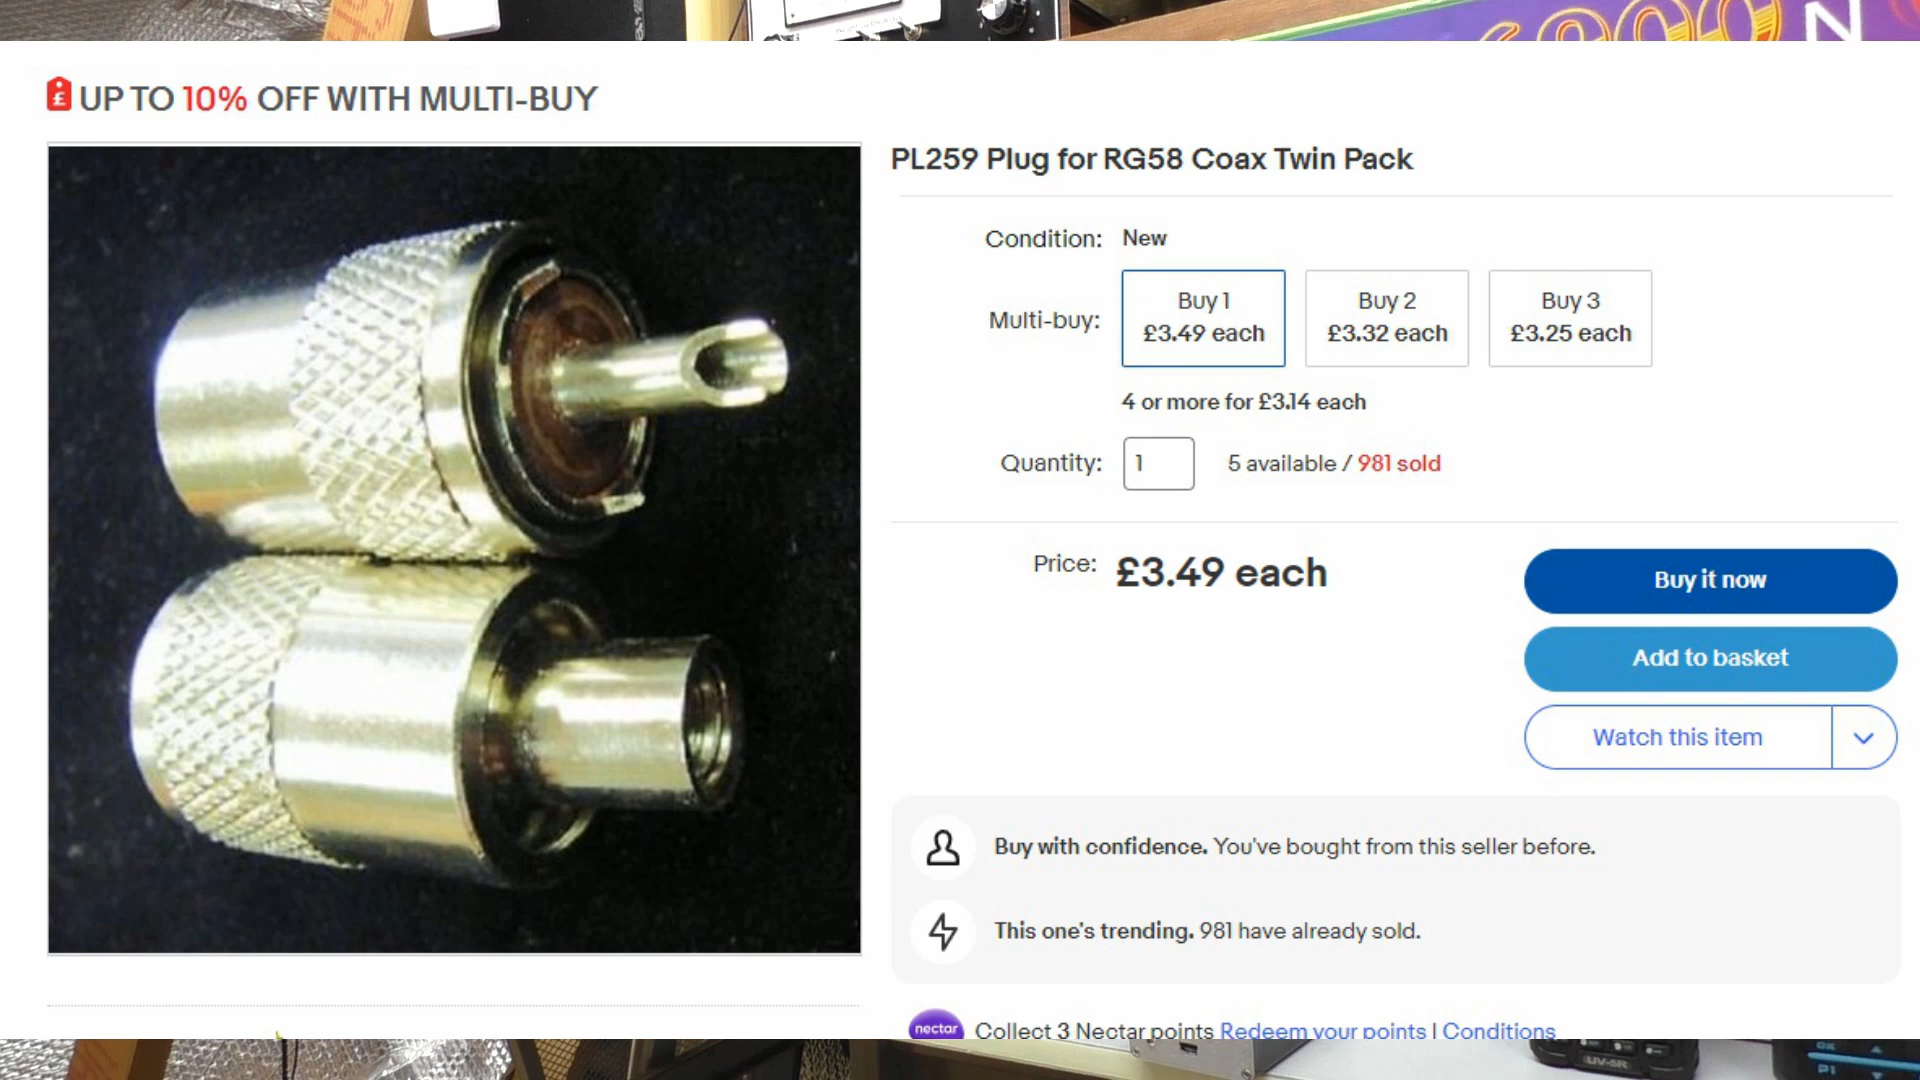 UP TO 10% OFF WITH MULTI-BUY
PL259 Plug for RG58 Coax Twin Pack
Condition: New
Multi-buy:
Buy 1
£3.49 each
Buy 2
£3.32 each
Buy 3
£3.25 each
4 or more for £3.14 each
Quantity: 1 5 available / 981 sold
Price: £3.49 each
Buy it now
Add to basket
Watch this item
Buy with confidence. You've bought from this seller before.
This one's trending. 981 have already sold.
nectar Collect 3 Nectar points Redeem your points | Conditions
UV-5R